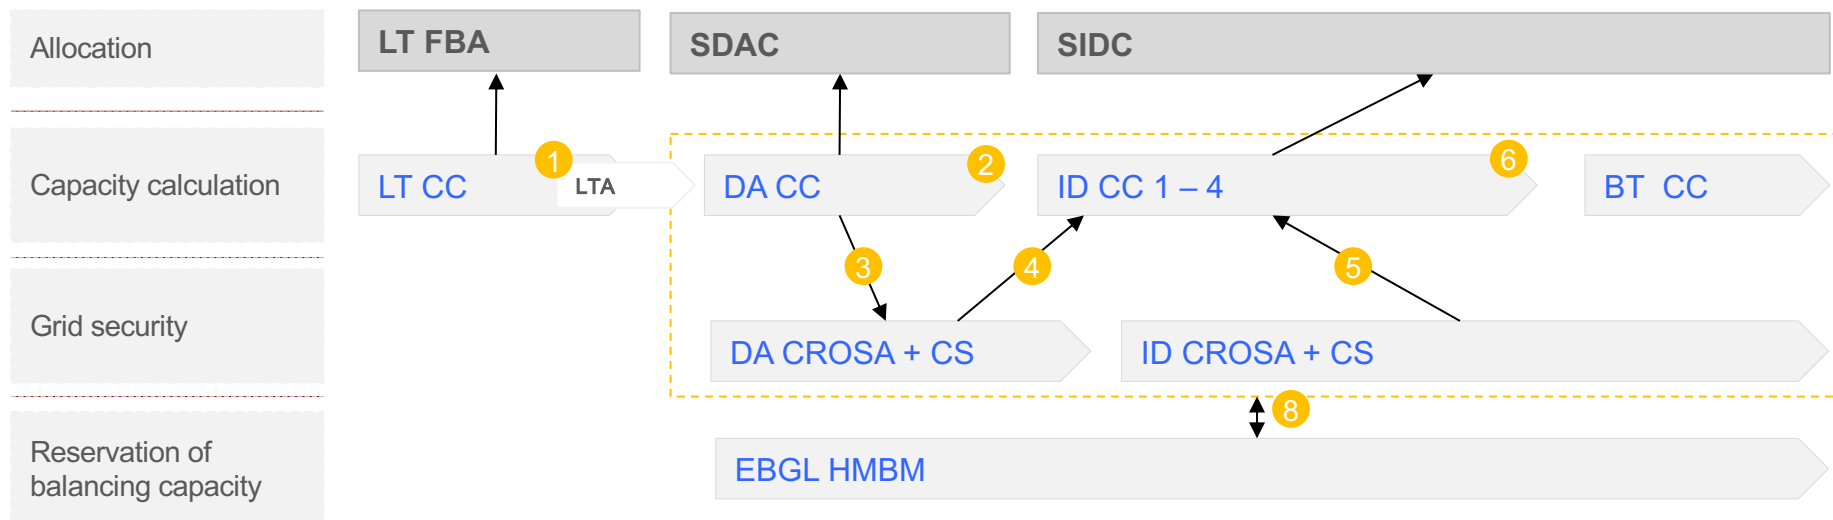 Allocation
LT FBA
SDAC
SIDC
Capacity calculation
LT CC
1
LTA
DA CC
2
ID CC 1 – 4
6
BT CC
3
4
5
Grid security
DA CROSA + CS
ID CROSA + CS
8
Reservation of
balancing capacity
EBGL HMBM